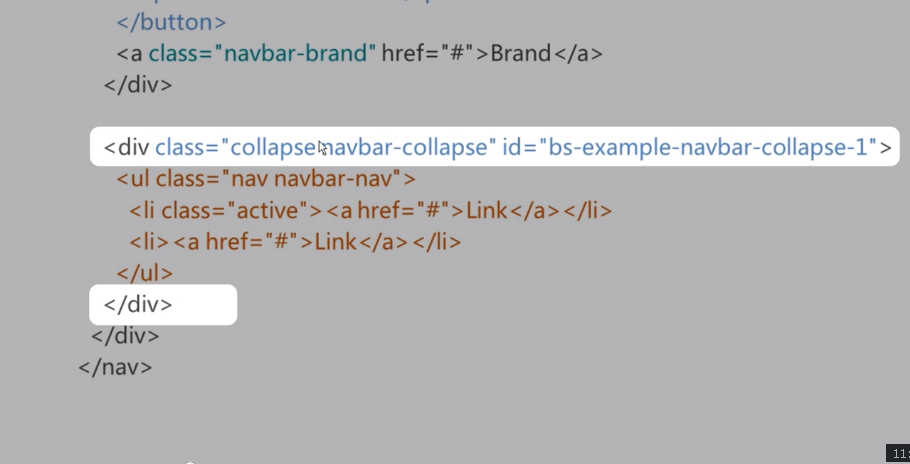 </button>
<a class="navbar-brand" href="#">Brand</a>
</div>
<div class="collapse navbar-collapse" id="bs-example-navbar-collapse-1">
<ul class="nav navbar-nav">
<li class="active"><a href="#">Link</a></li>
<li><a href="#">Link</a></li>
</ul>
</div>
</div>
</nav>
11: